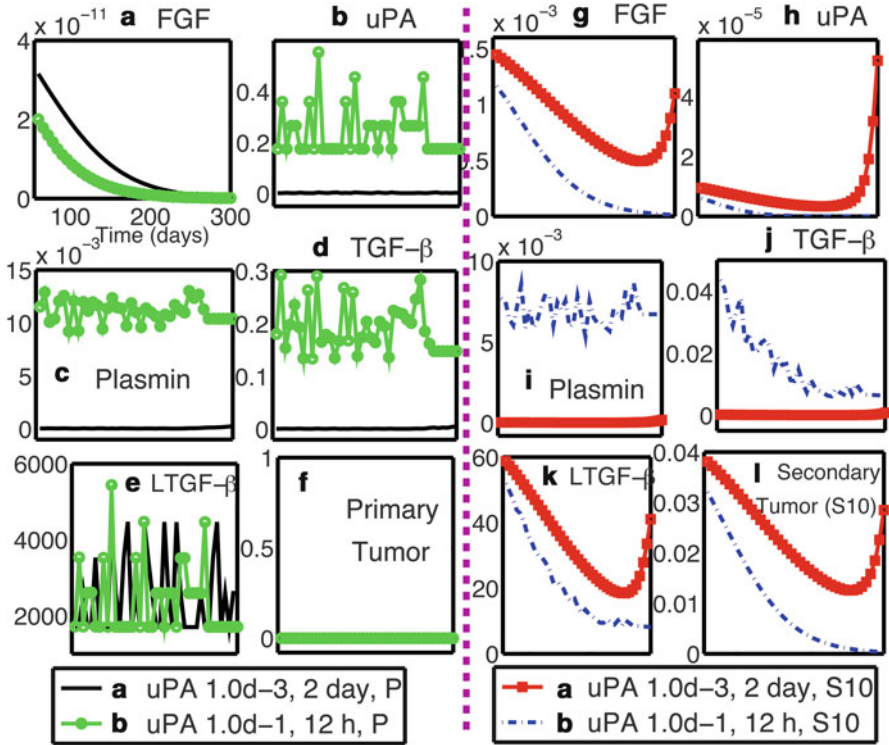 x 10⁻¹¹ a FGF
4
2
0
100 200 300
Time (days)
b uPA
0.4
0.2
0
x 10⁻³
15
10
5
0
c Plasmin
d TGF–β
0.3
0.2
0.1
0
6000
4000
2000
e LTGF–β
1
0.5
0
f
Primary
Tumor
a uPA 1.0d–3, 2 day, P
b uPA 1.0d–1, 12 h, P
x 10⁻³ g FGF
.5
1
0.5
0
x 10⁻⁵ h uPA
5
0
x 10⁻³
10
5
0
i Plasmin
j TGF–β
0.04
0.02
0
60
40
20
0
k LTGF–β
0.04
0.03
0.02
0.01
0
l Secondary
Tumor (S10)
a uPA 1.0d–3, 2 day, S10
b uPA 1.0d–1, 12 h, S10